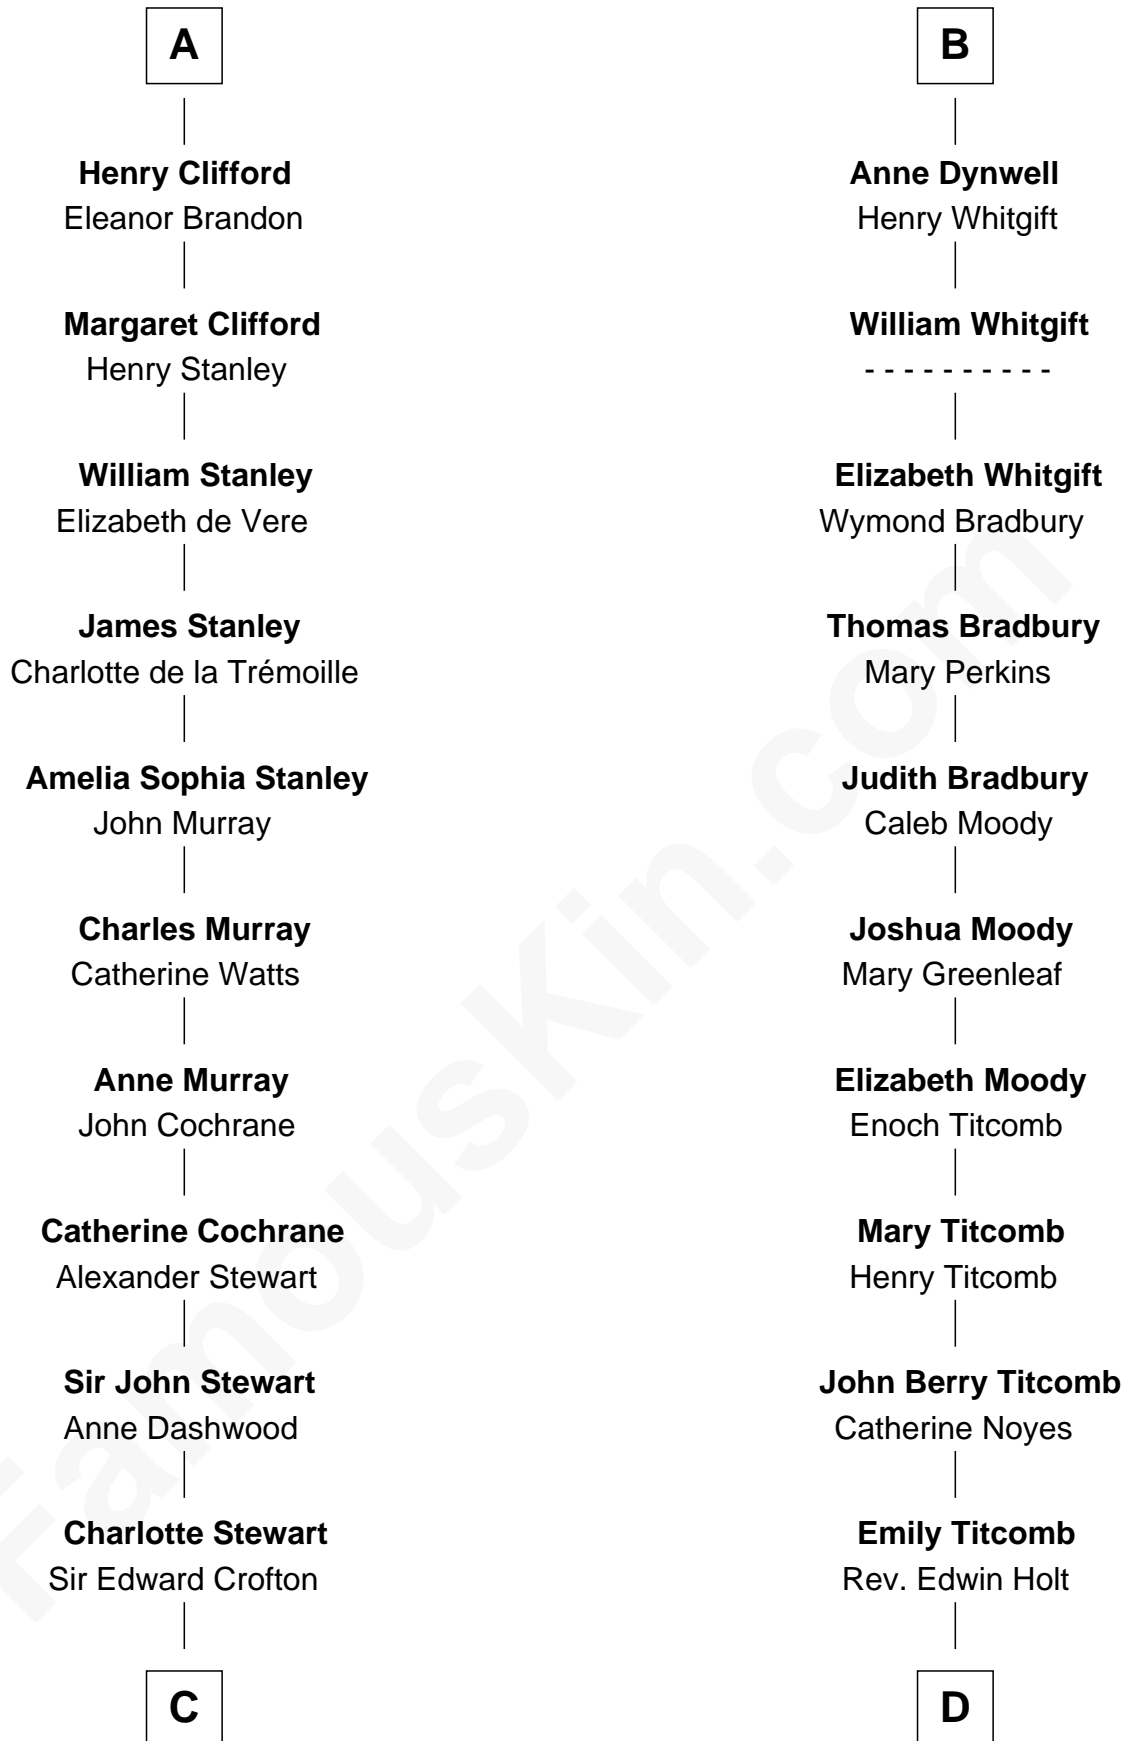 A
Henry Clifford
Eleanor Brandon
Margaret Clifford
Henry Stanley
William Stanley
Elizabeth de Vere
James Stanley
Charlotte de la Trémoille
Amelia Sophia Stanley
John Murray
Charles Murray
Catherine Watts
Anne Murray
John Cochrane
Catherine Cochrane
Alexander Stewart
Sir John Stewart
Anne Dashwood
Charlotte Stewart
Sir Edward Crofton
C
B
Anne Dynwell
Henry Whitgift
William Whitgift
- - - - - - - - - -
Elizabeth Whitgift
Wymond Bradbury
Thomas Bradbury
Mary Perkins
Judith Bradbury
Caleb Moody
Joshua Moody
Mary Greenleaf
Elizabeth Moody
Enoch Titcomb
Mary Titcomb
Henry Titcomb
John Berry Titcomb
Catherine Noyes
Emily Titcomb
Rev. Edwin Holt
D
FamousKin.com